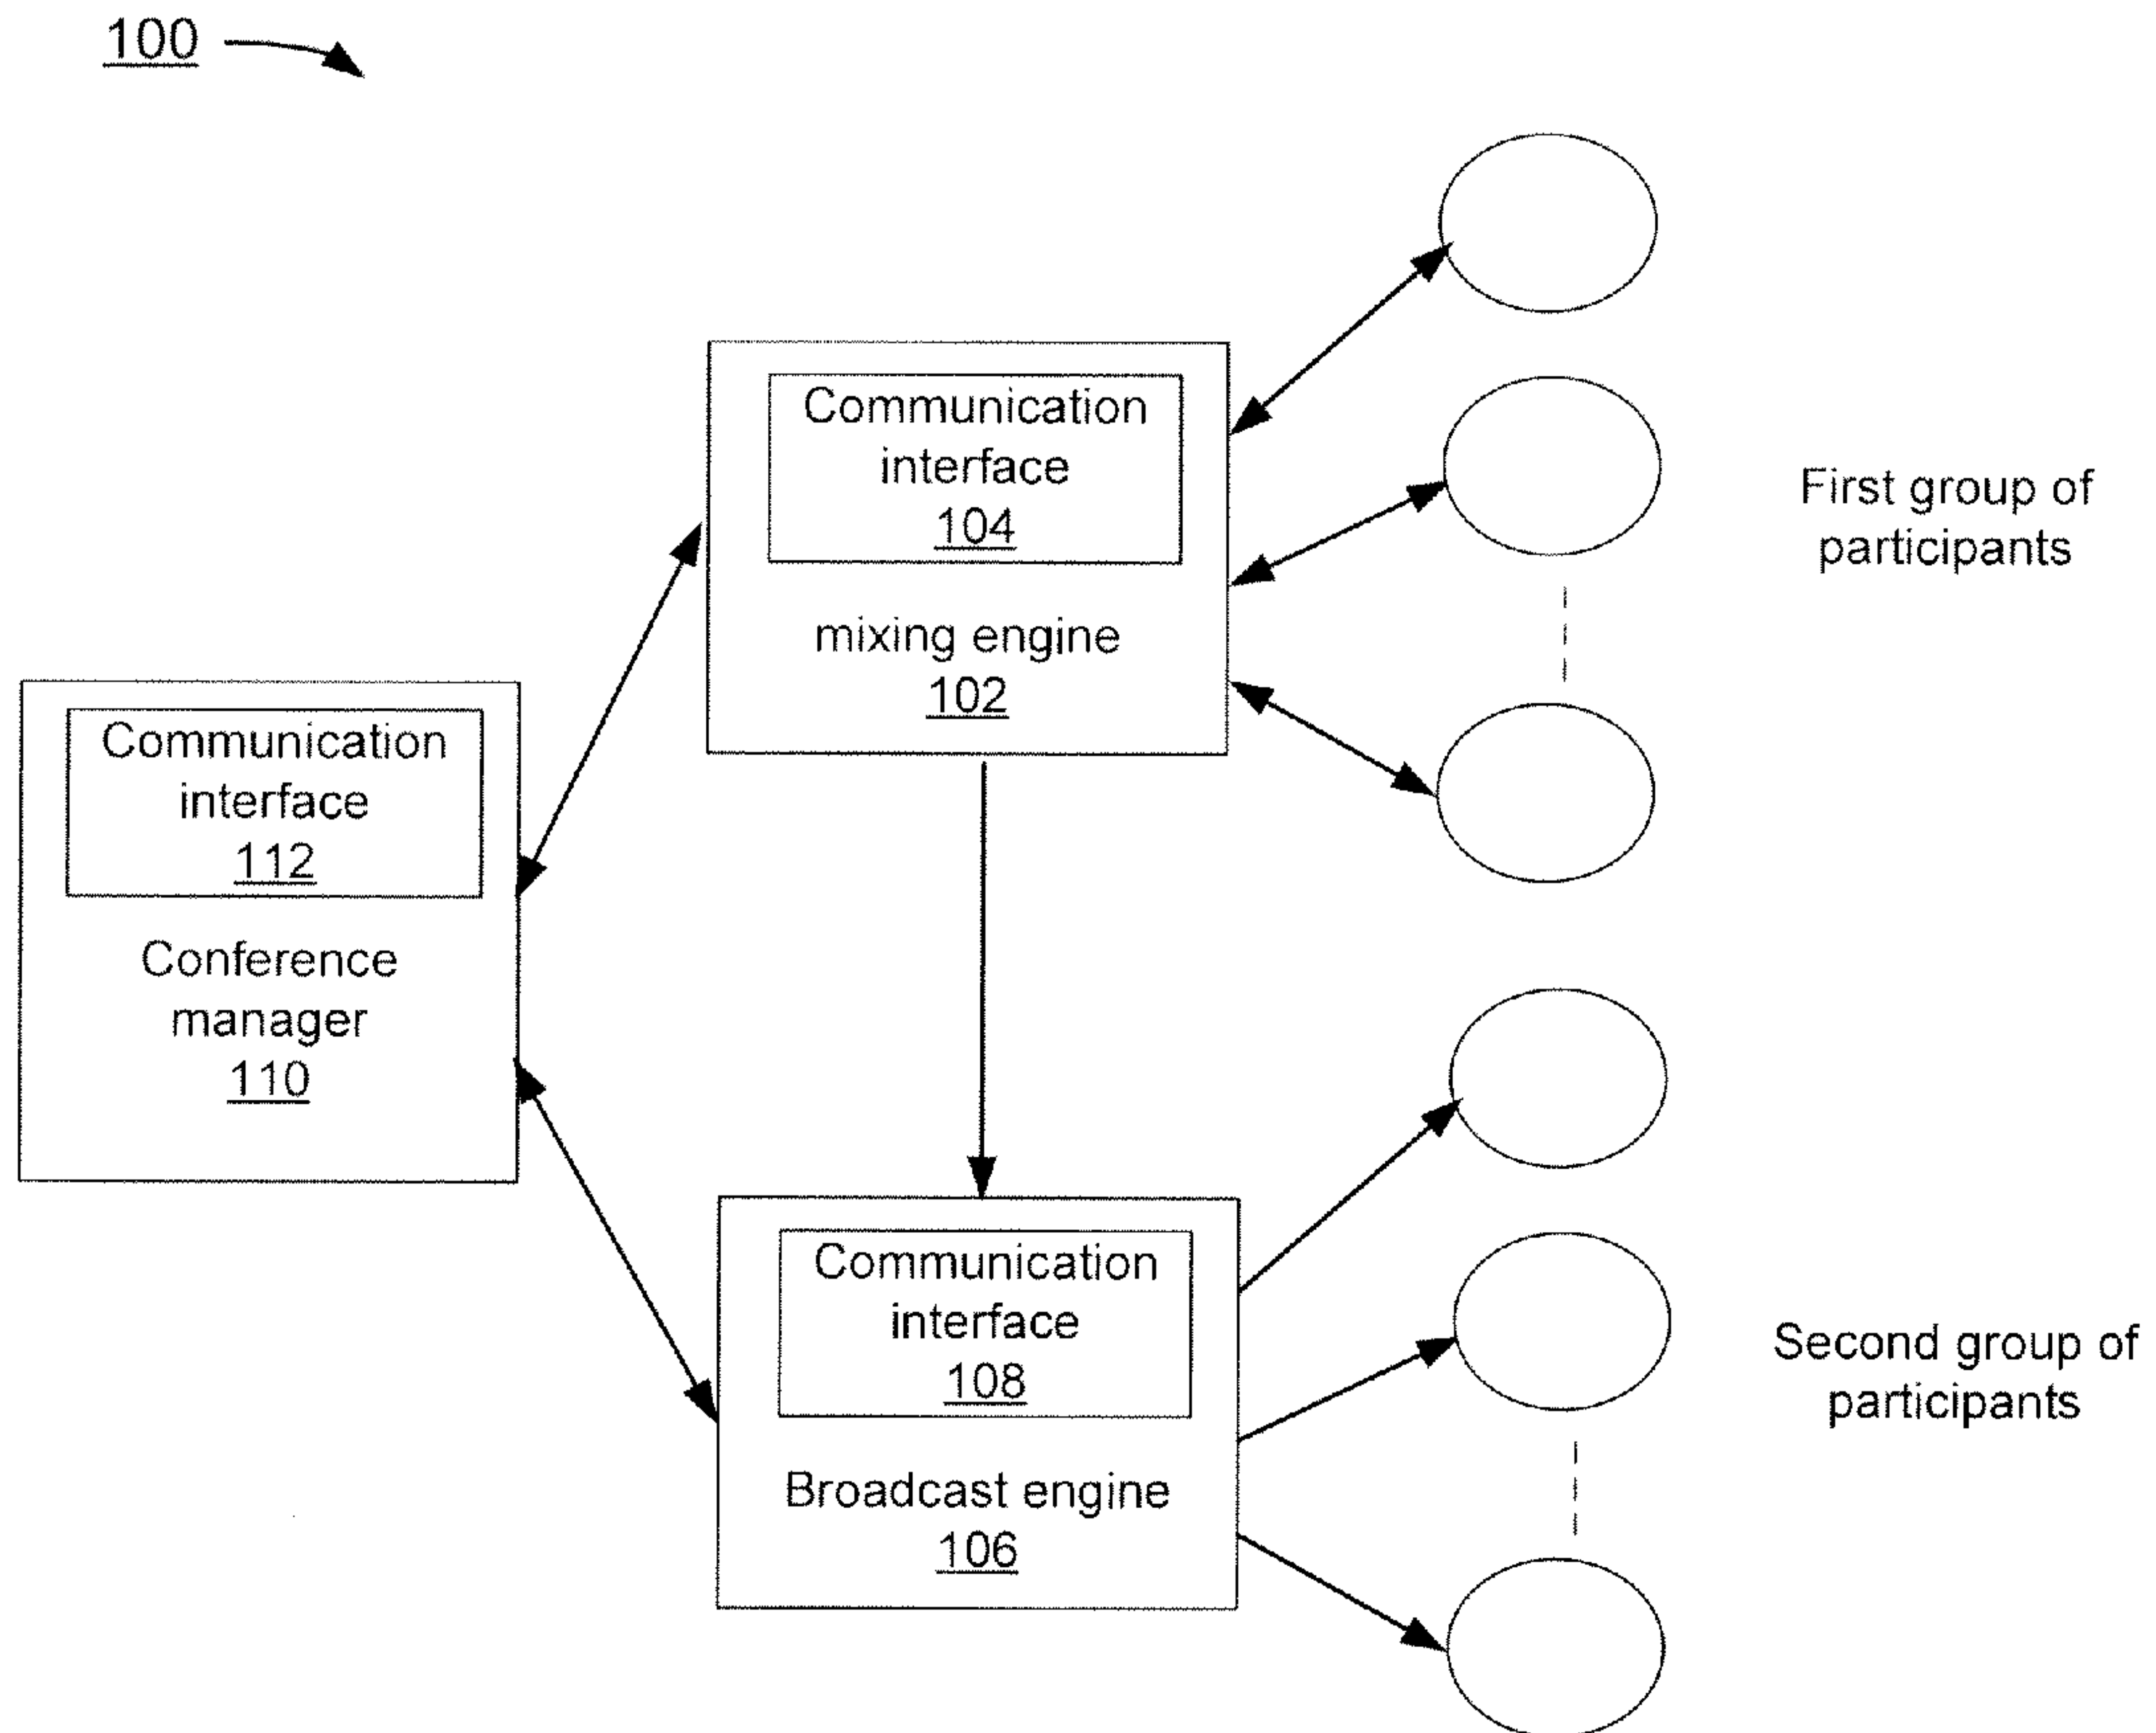 100
Communication
interface
104
mixing engine
102
First group of
participants
Communication
interface
112
Conference
manager
110
Communication
interface
108
Broadcast engine
106
Second group of
participants